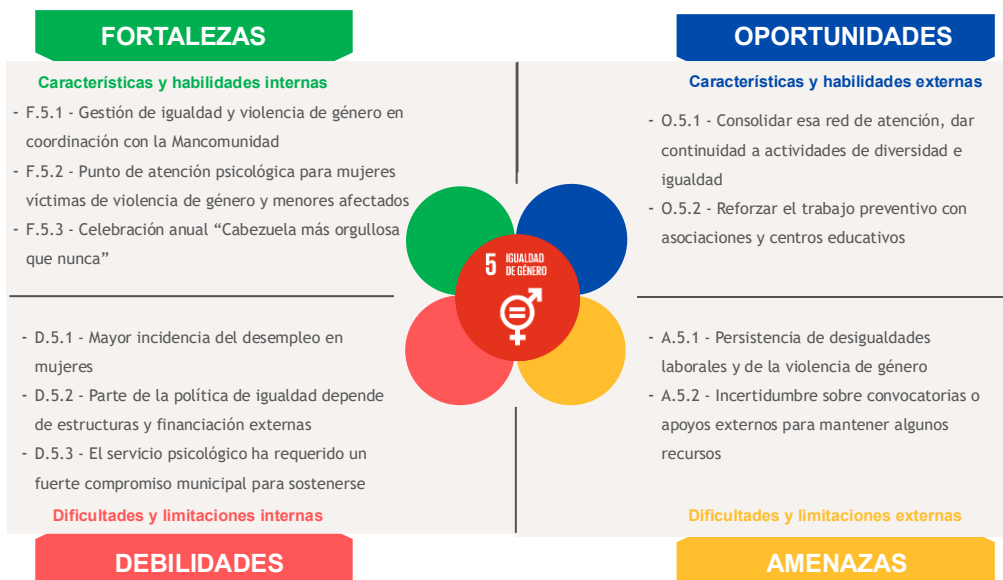 FORTALEZAS
Características y habilidades internas
- F.5.1 - Gestión de igualdad y violencia de género en
coordinación con la Mancomunidad
- F.5.2 - Punto de atención psicológica para mujeres
víctimas de violencia de género y menores afectados
- F.5.3 - Celebración anual “Cabezuela más orgullosa
que nunca”
OPORTUNIDADES
Características y habilidades externas
- O.5.1 - Consolidar esa red de atención, dar
continuidad a actividades de diversidad e
igualdad
- O.5.2 - Reforzar el trabajo preventivo con
asociaciones y centros educativos
5 IGUALDAD
DE GÉNERO
- D.5.1 - Mayor incidencia del desempleo en
mujeres
- D.5.2 - Parte de la política de igualdad depende
de estructuras y financiación externas
- D.5.3 - El servicio psicológico ha requerido un
fuerte compromiso municipal para sostenerse
Dificultades y limitaciones internas
DEBILIDADES
- A.5.1 - Persistencia de desigualdades
laborales y de la violencia de género
- A.5.2 - Incertidumbre sobre convocatorias o
apoyos externos para mantener algunos
recursos
Dificultades y limitaciones externas
AMENAZAS